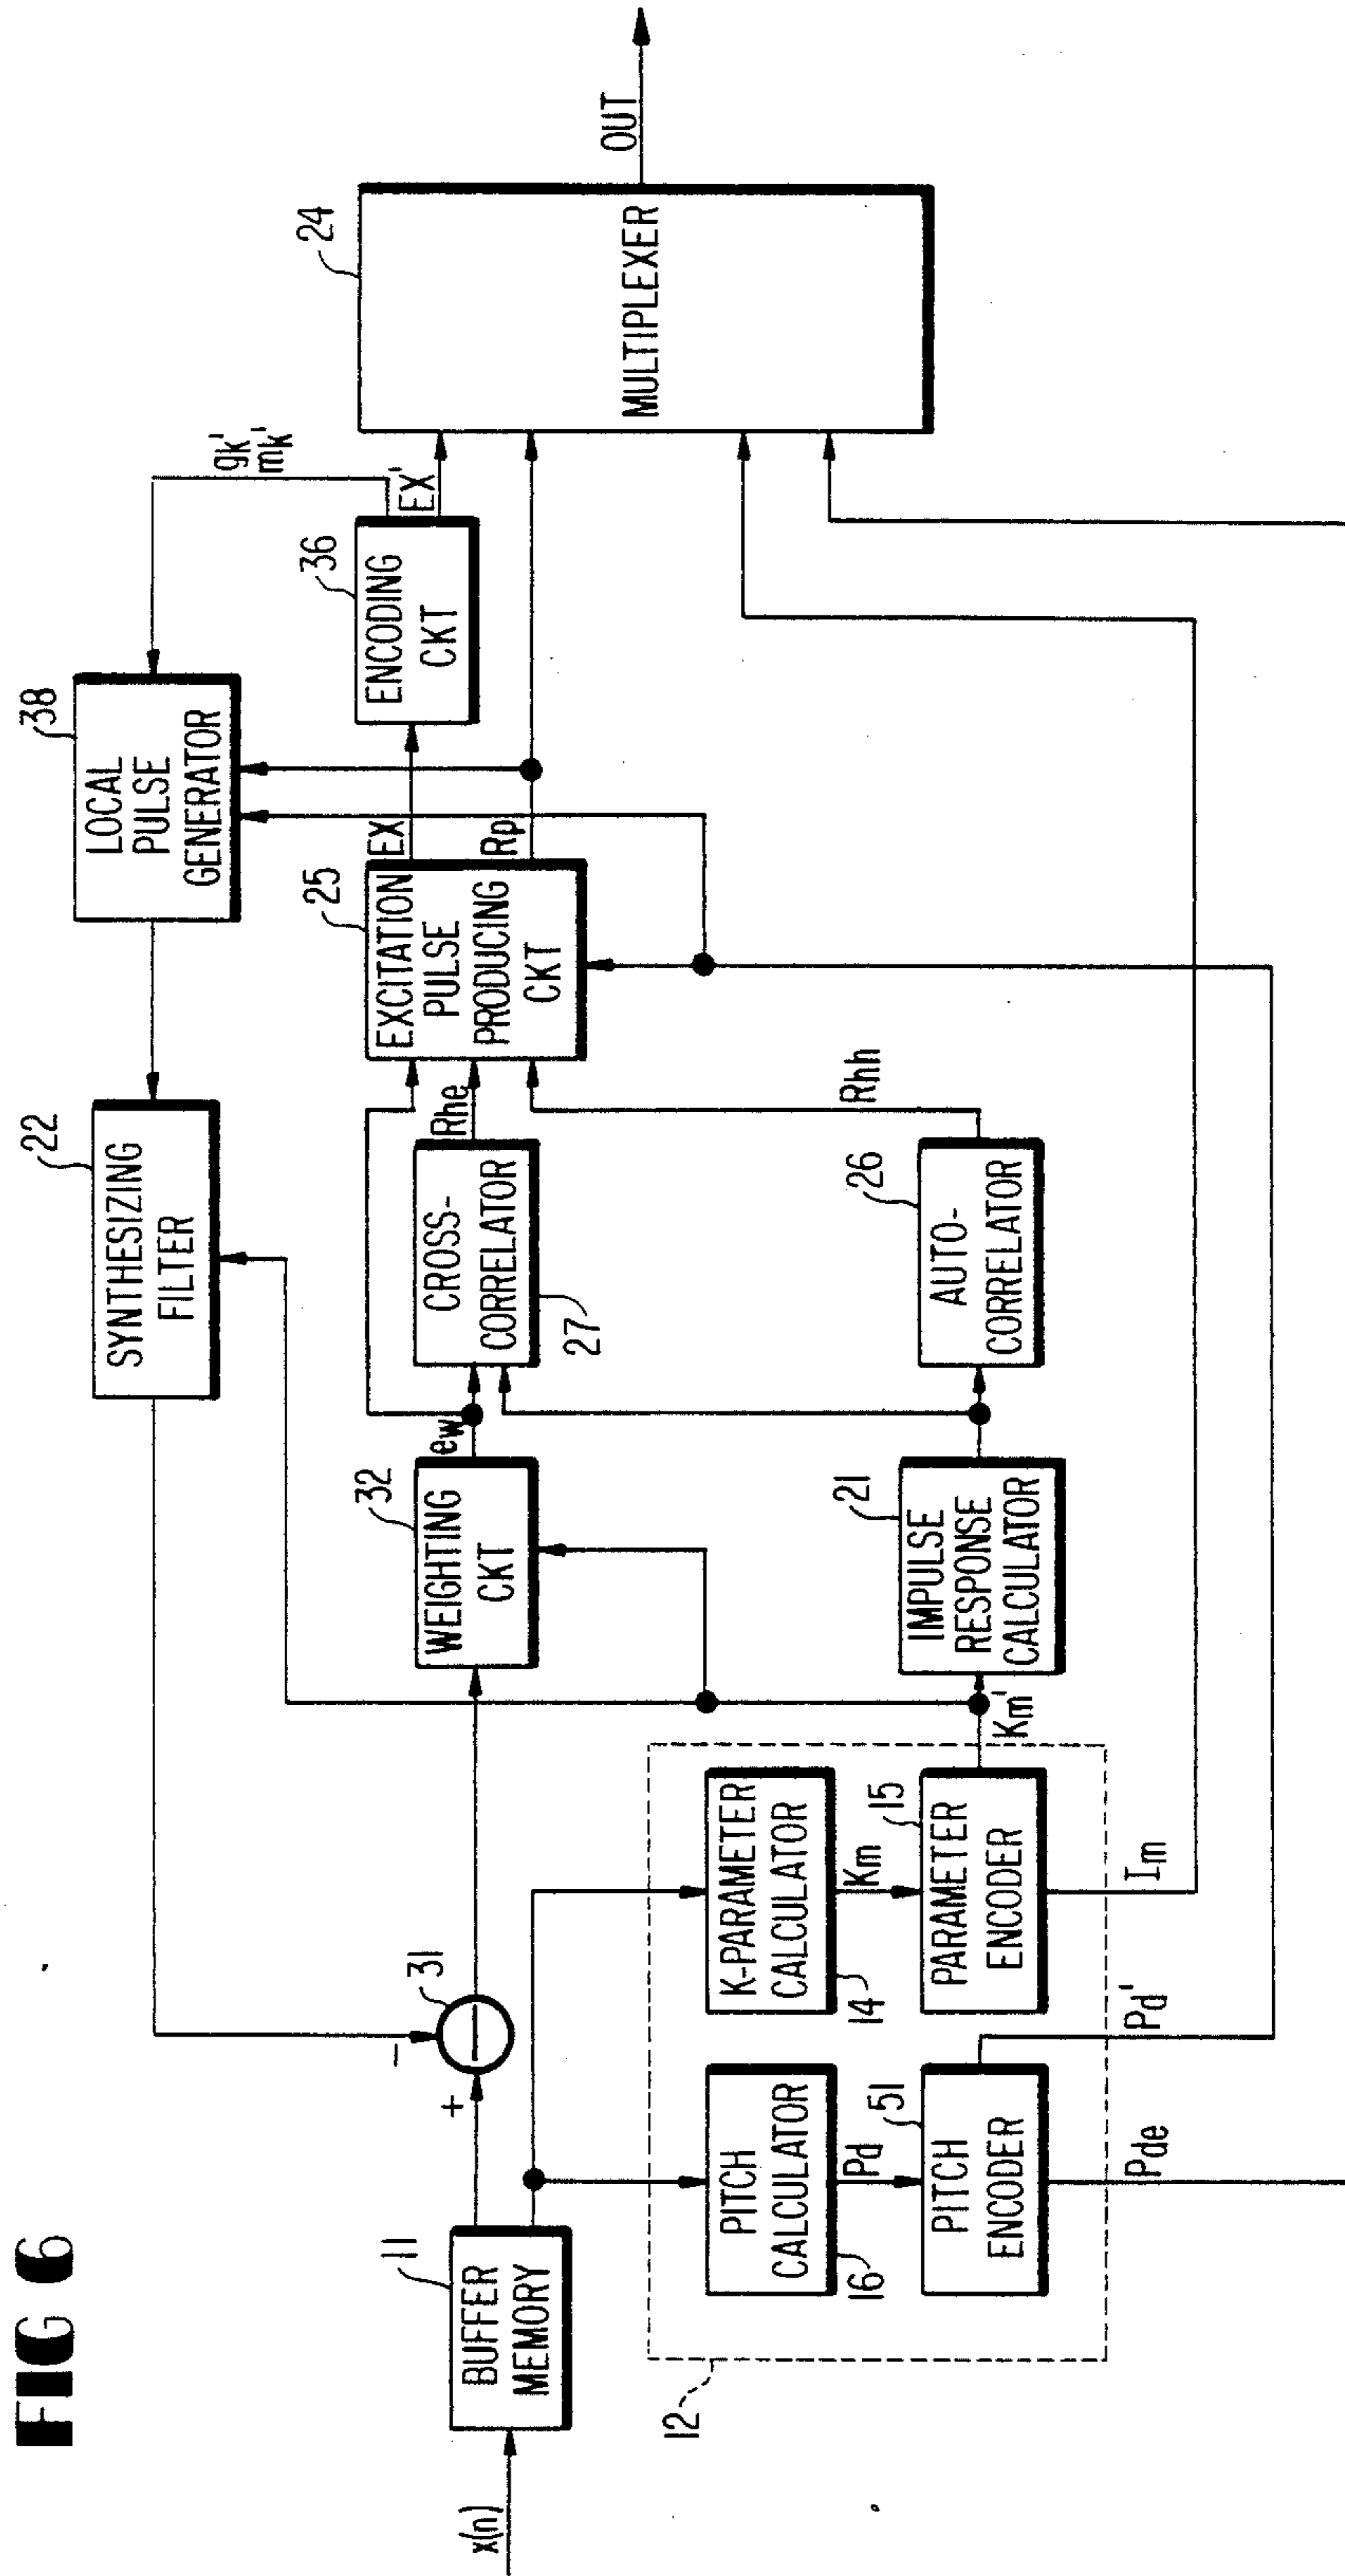 FIG 6
x(n)
11
BUFFER
MEMORY
+
-
31
12
PITCH
CALCULATOR
16
Pd
PITCH
ENCODER
51
Pde
Pd'
K-PARAMETER
CALCULATOR
14
Km
PARAMETER
ENCODER
15
Im
Km'
SYNTHESIZING
FILTER
22
WEIGHTING
CKT
32
ew
IMPULSE
RESPONSE
CALCULATOR
21
CROSS-
CORRELATOR
27
Rhe
AUTO-
CORRELATOR
26
Rhh
LOCAL
PULSE
GENERATOR
38
EXCITATION
PULSE
PRODUCING
CKT
25
EX
Rp
ENCODING
CKT
36
gk'
mk'
EX'
MULTIPLEXER
24
OUT